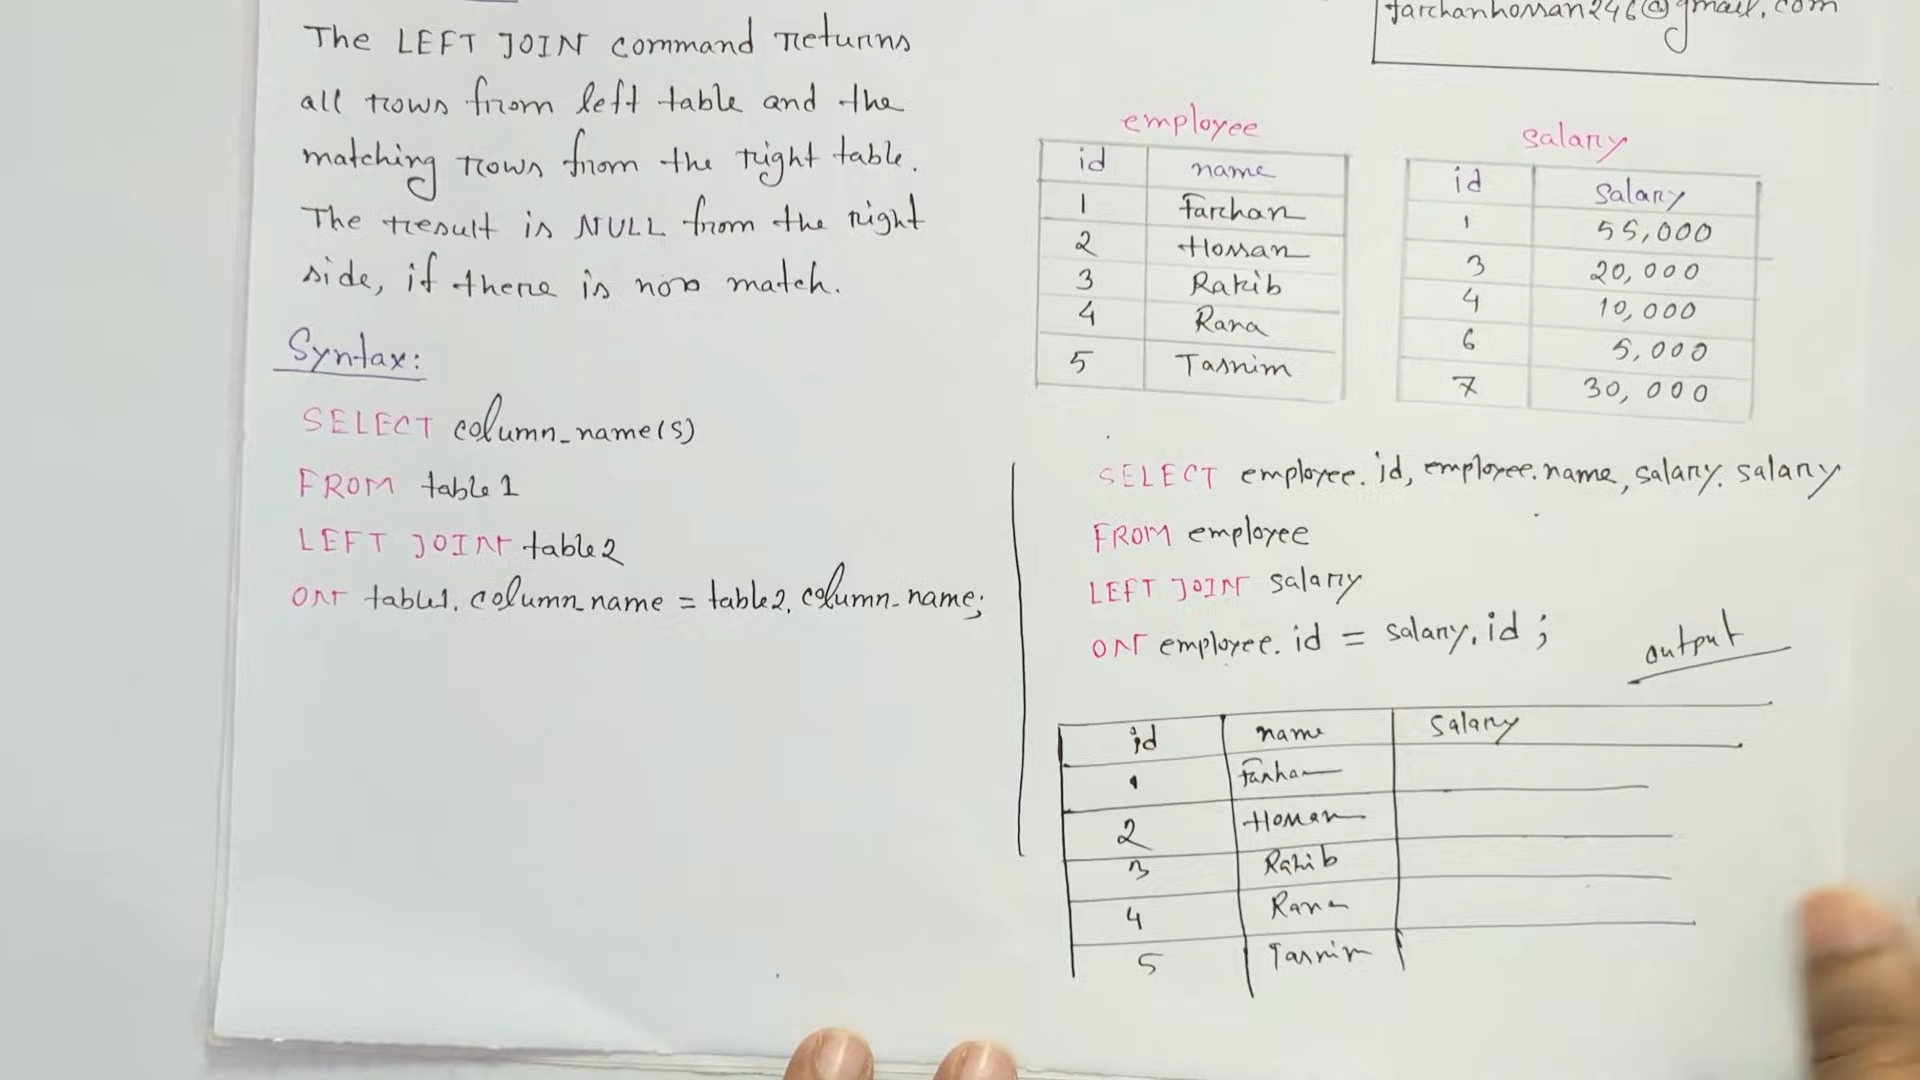 The LEFT JOIN command returns
all rows from left table and the
matching rows from the right table.
The result is NULL from the right
side, if there is no match.
Syntax:
SELECT column_name(s)
FROM table1
LEFT JOIN table2
ON table1.column_name = table2.column_name;
farhanhossan246@gmail.com
employee
id name
1 Farhan
2 Hossan
3 Rakib
4 Rana
5 Tasnim
salary
id salary
1 55,000
3 20,000
4 10,000
6 5,000
7 30,000
SELECT employee.id, employee.name, salary.salary
FROM employee
LEFT JOIN salary
ON employee.id = salary.id;
output
id name salary
1 Farhan
2 Hossan
3 Rakib
4 Rana
5 Tasnim